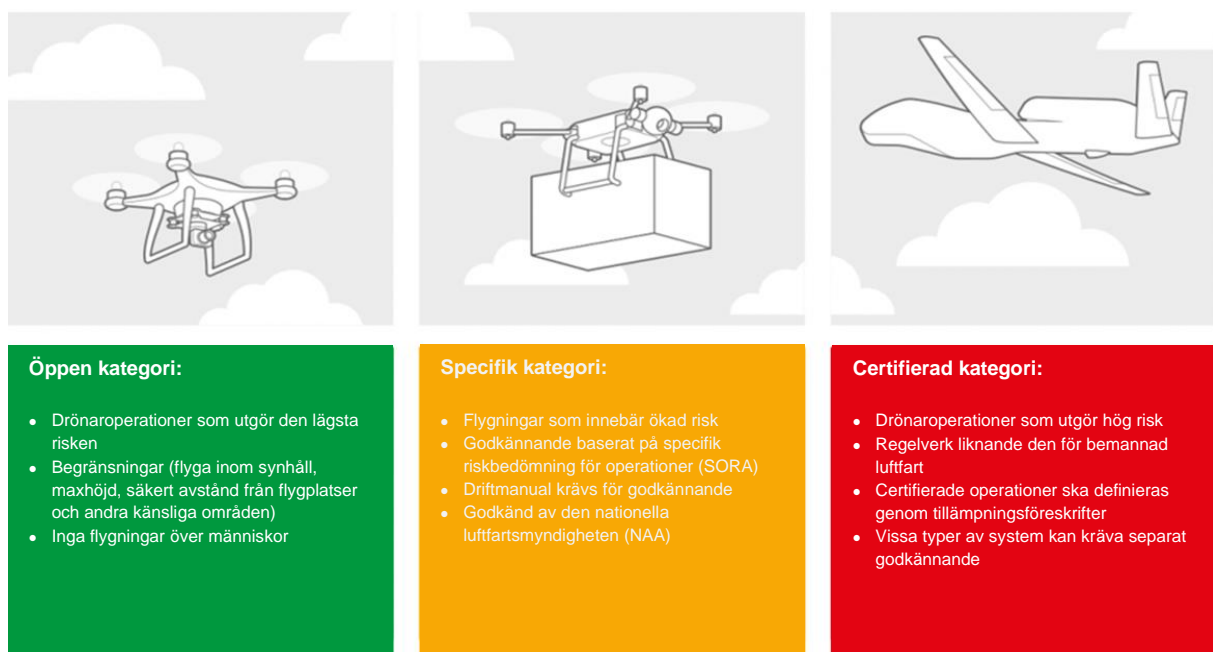 Öppen kategori:
• Drönaroperationer som utgör den lägsta
risken
• Begränsningar (flyga inom synhåll,
maxhöjd, säkert avstånd från flygplatser
och andra känsliga områden)
• Inga flygningar över människor
Specifik kategori:
• Flygningar som innebär ökad risk
• Godkännande baserat på specifik
riskbedömning för operationer (SORA)
• Driftmanual krävs för godkännande
• Godkänd av den nationella
luftfartsmyndigheten (NAA)
Certifierad kategori:
• Drönaroperationer som utgör hög risk
• Regelverk liknande den för bemannad
luftfart
• Certifierade operationer ska definieras
genom tillämpningsföreskrifter
• Vissa typer av system kan kräva separat
godkännande